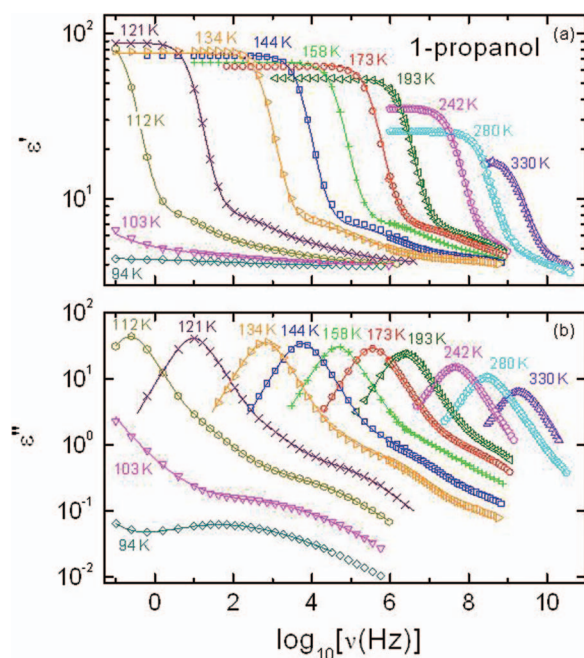 (a)
1-propanol
121 K
134 K
144 K
158 K
173 K
193 K
242 K
280 K
330 K
112 K
103 K
94 K
10²
10¹
ε'
(b)
112 K
121 K
134 K
144 K
158 K
173 K
193 K
242 K
280 K
330 K
103 K
94 K
10²
10¹
10⁰
10⁻¹
10⁻²
ε''
0 2 4 6 8 10
log₁₀[ν(Hz)]